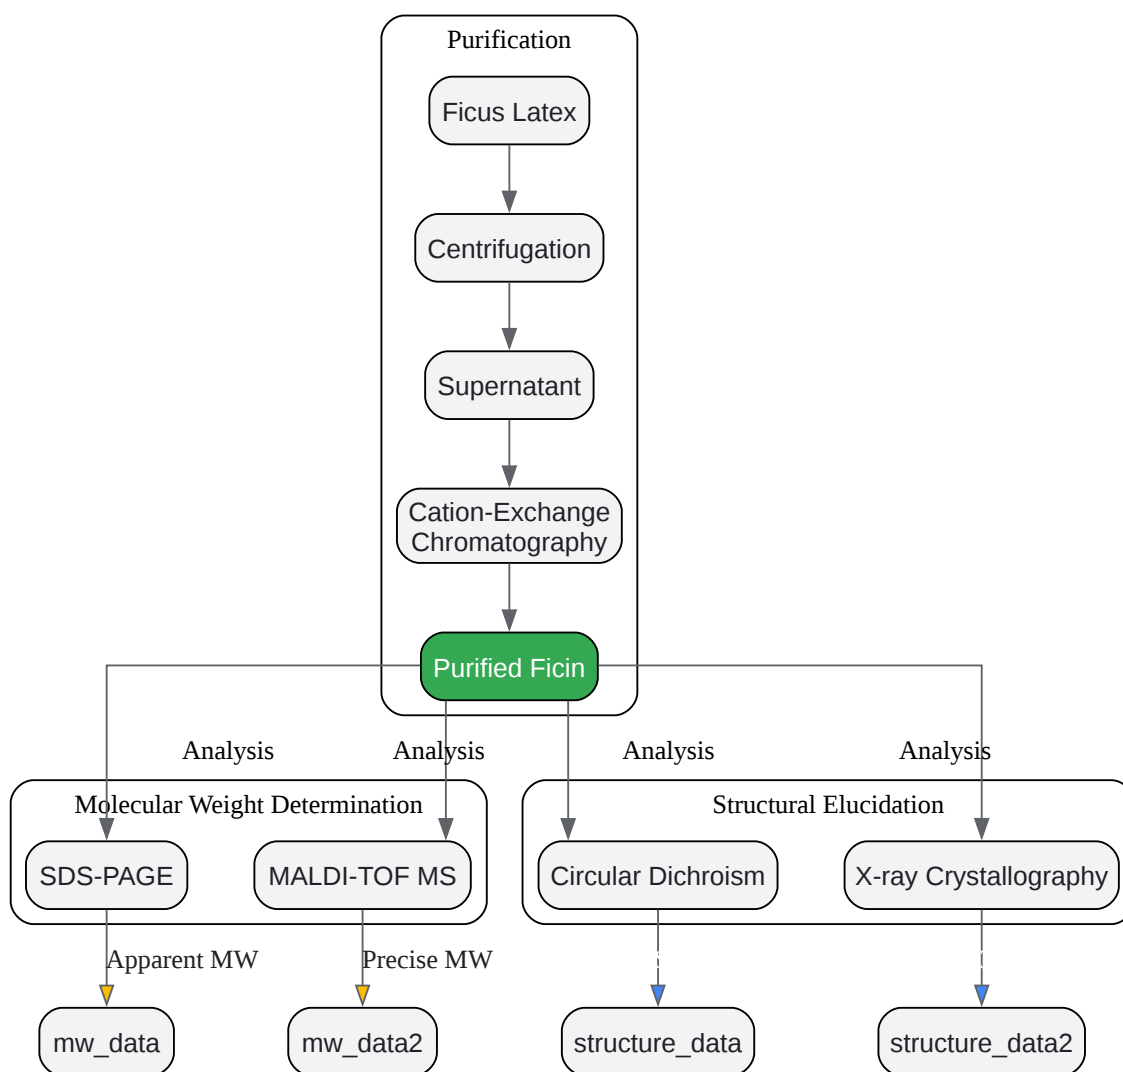 Purification
Ficus Latex
Centrifugation
Supernatant
Cation-Exchange
Chromatography
Purified Ficin
Analysis
Analysis
Analysis
Analysis
Molecular Weight Determination
Structural Elucidation
SDS-PAGE
MALDI-TOF MS
Circular Dichroism
X-ray Crystallography
Apparent MW
Precise MW
mw_data
mw_data2
structure_data
structure_data2